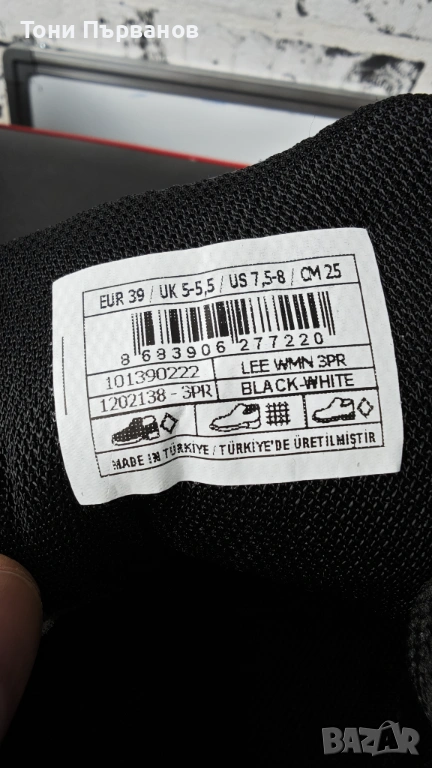 Тони Първанов
EUR 39 / UK 5-5,5 / US 7,5-8 / CM 25
8 683906 277220
101390222
LEE WMN 3PR
1202138 - 3PR
BLACK-WHITE
MADE IN TÜRKIYE / TÜRKİYE'DE ÜRETİLMİŞTİR
BAZAR